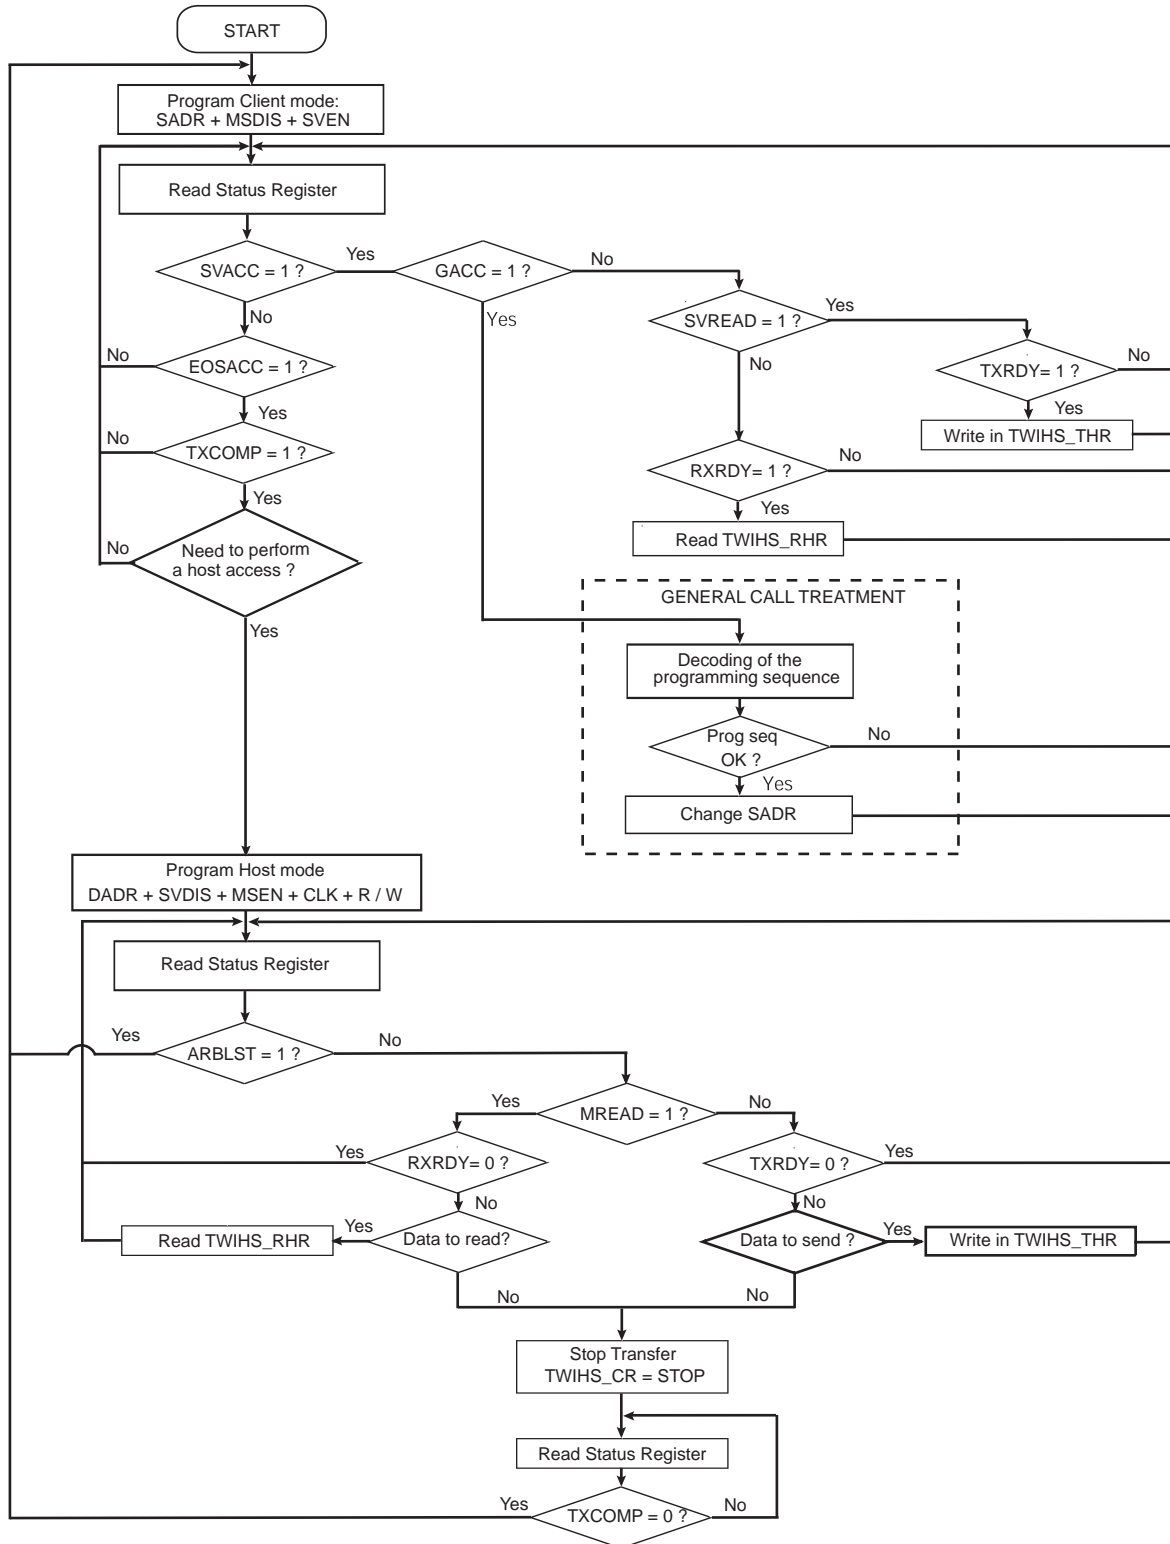 START
Program Client mode:
SADR + MSDIS + SVEN
Read Status Register
SVACC = 1 ?
Yes
GACC = 1 ?
No
SVREAD = 1 ?
Yes
No
Yes
No
EOSACC = 1 ?
No
TXRDY= 1 ?
No
Yes
Yes
Write in TWIHS_THR
No
TXCOMP = 1 ?
RXRDY= 1 ?
No
Yes
Yes
No
Need to perform
a host access ?
Read TWIHS_RHR
GENERAL CALL TREATMENT
Yes
Decoding of the
programming sequence
Prog seq
OK ?
No
Yes
Change SADR
Program Host mode
DADR + SVDIS + MSEN + CLK + R / W
Read Status Register
Yes
ARBLST = 1 ?
No
Yes
MREAD = 1 ?
No
Yes
RXRDY= 0 ?
TXRDY= 0 ?
Yes
No
No
Read TWIHS_RHR
Yes
Data to read?
Data to send ?
Yes
Write in TWIHS_THR
No
No
Stop Transfer
TWIHS_CR = STOP
Read Status Register
Yes
TXCOMP = 0 ?
No